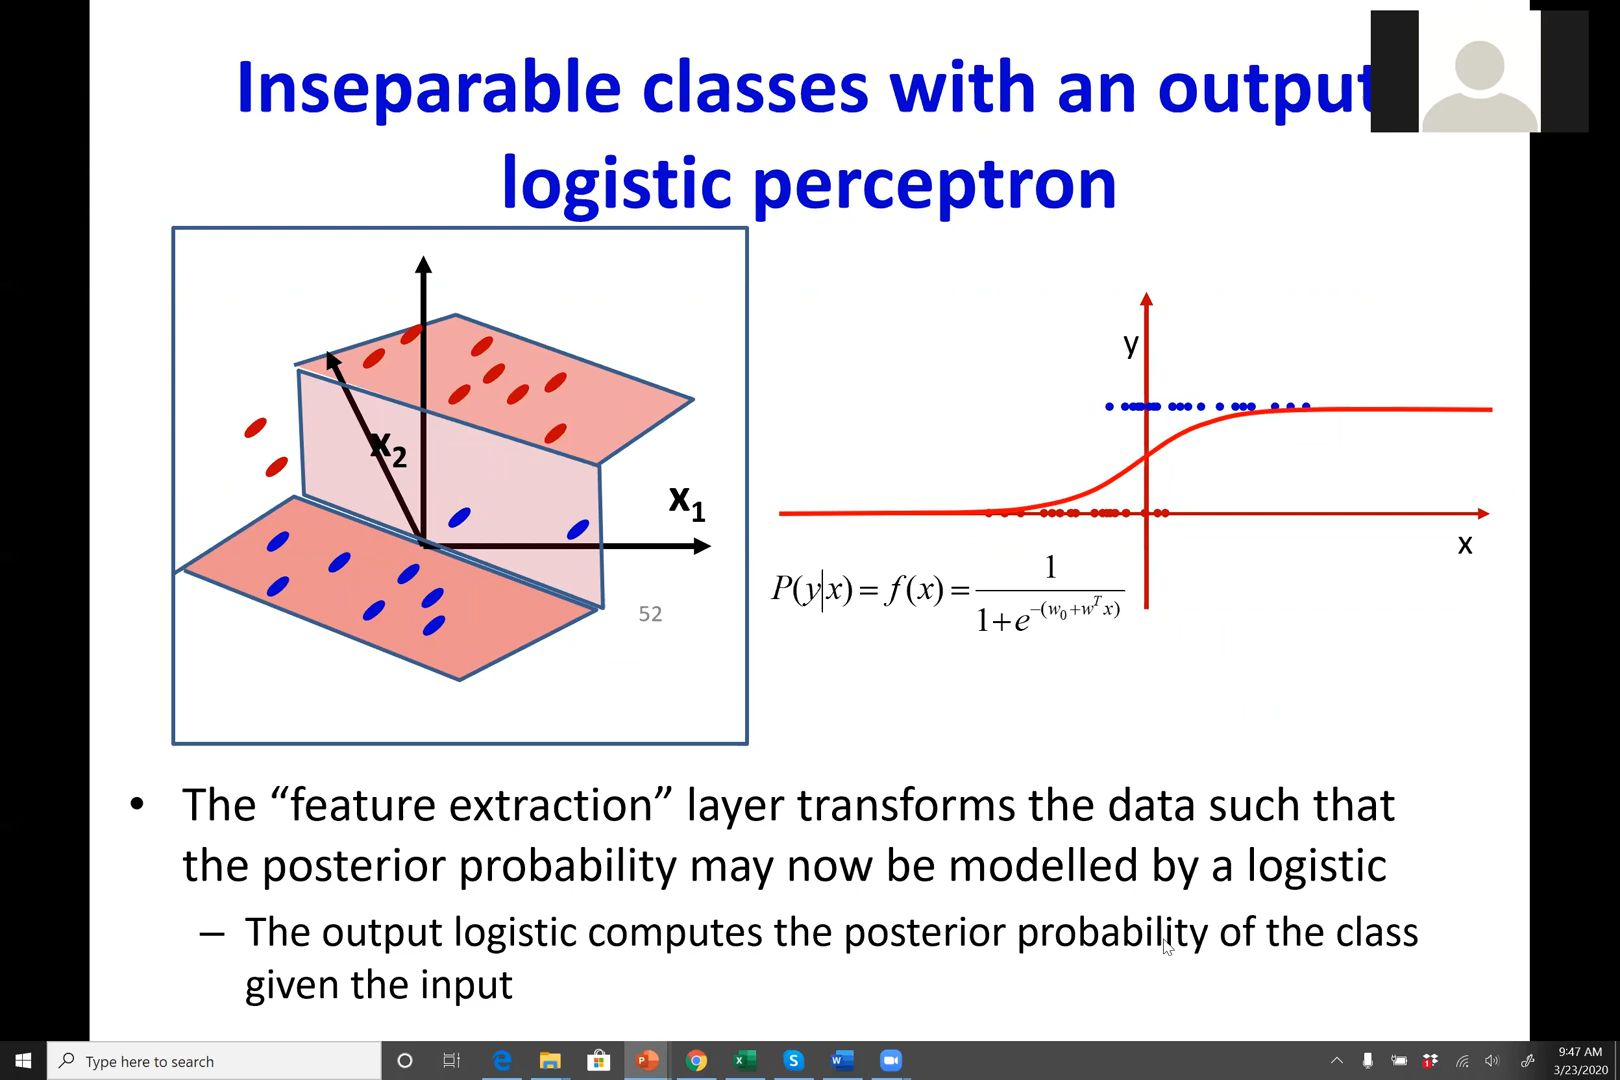 Inseparable classes with an output
logistic perceptron
x₂
x₁
52
y
x
P(y|x) = f(x) = 1 / (1+e^{-(w₀+wᵀx)})
• The “feature extraction” layer transforms the data such that
the posterior probability may now be modelled by a logistic
– The output logistic computes the posterior probability of the class
given the input
Type here to search
9:47 AM
3/23/2020